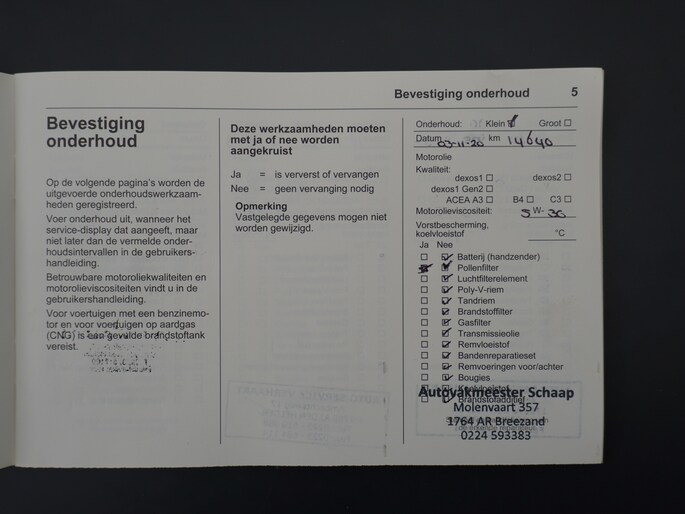 Bevestiging onderhoud 5
Bevestiging
onderhoud
Op de volgende pagina's worden de
uitgevoerde onderhoudswerkzaam-
heden geregistreerd.
Voer onderhoud uit, wanneer het
service-display dat aangeeft, maar
niet later dan de vermelde onder-
houdsintervallen in de gebruikers-
handleiding.
Betrouwbare motoroliekwaliteiten en
motorolieviscositeiten vindt u in de
gebruikershandleiding.
Voor voertuigen met een benzinemo-
tor en voor voertuigen op aardgas
(CNG) is een gevulde brandstoftank
vereist.
Deze werkzaamheden moeten
met ja of nee worden
aangekruist
Ja = is ververst of vervangen
Nee = geen vervanging nodig
Opmerking
Vastgelegde gegevens mogen niet
worden gewijzigd.
Onderhoud: Klein Groot
Datum 03-11-20 km 14640
Motorolie
Kwaliteit:
dexos1 dexos2
dexos1 Gen2
ACEA A3 B4 C3
Motorolieviscositeit: 5 W- 30
Vorstbescherming,
koelvloeistof °C
Ja Nee
Batterij (handzender)
Pollenfilter
Luchtfilterelement
Poly-V-riem
Tandriem
Brandstoffilter
Gasfilter
Transmissieolie
Remvloeistof
Bandenreparatieset
Remvoeringen voor/achter
Bougies
Koelvloeistof
Autovakmeester Schaap
Brandstofadditief
Molenvaart 357
1764 AR Breezand
0224 593383